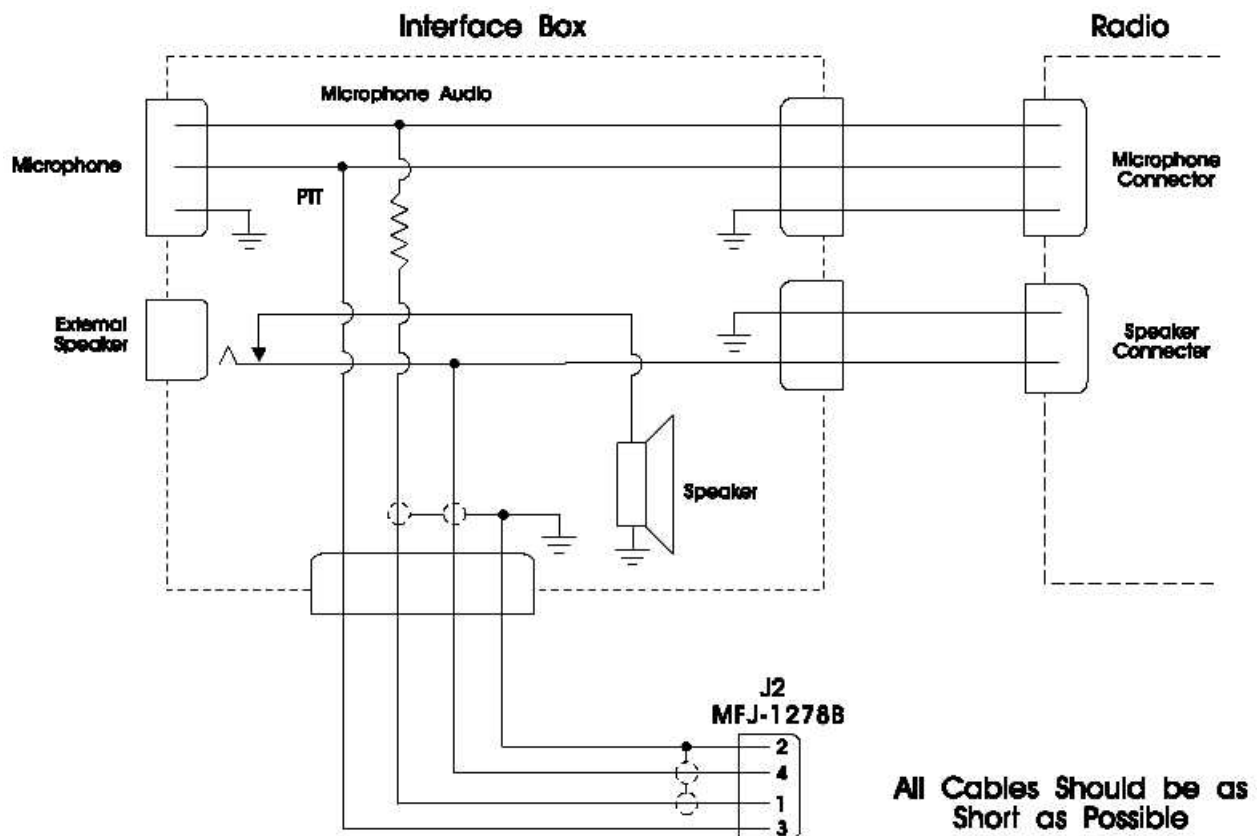 Interface Box
Radio
Microphone Audio
Microphone
PTT
Microphone
Connector
External
Speaker
Speaker
Connecter
Speaker
J2
MFJ-1278B
2
4
1
3
All Cables Should be as
Short as Possible